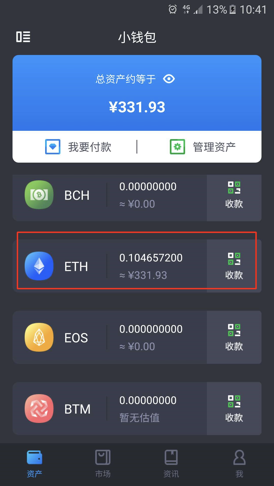 4G 13% 10:41
小钱包
总资产约等于
¥331.93
我要付款 管理资产
BCH 0.00000000 ≈ ¥0.00 收款
ETH 0.104657200 ≈ ¥331.93 收款
EOS 0.000000000 ≈ ¥0.00 收款
BTM 0.00000000 暂无估值 收款
资产 市场 资讯 我